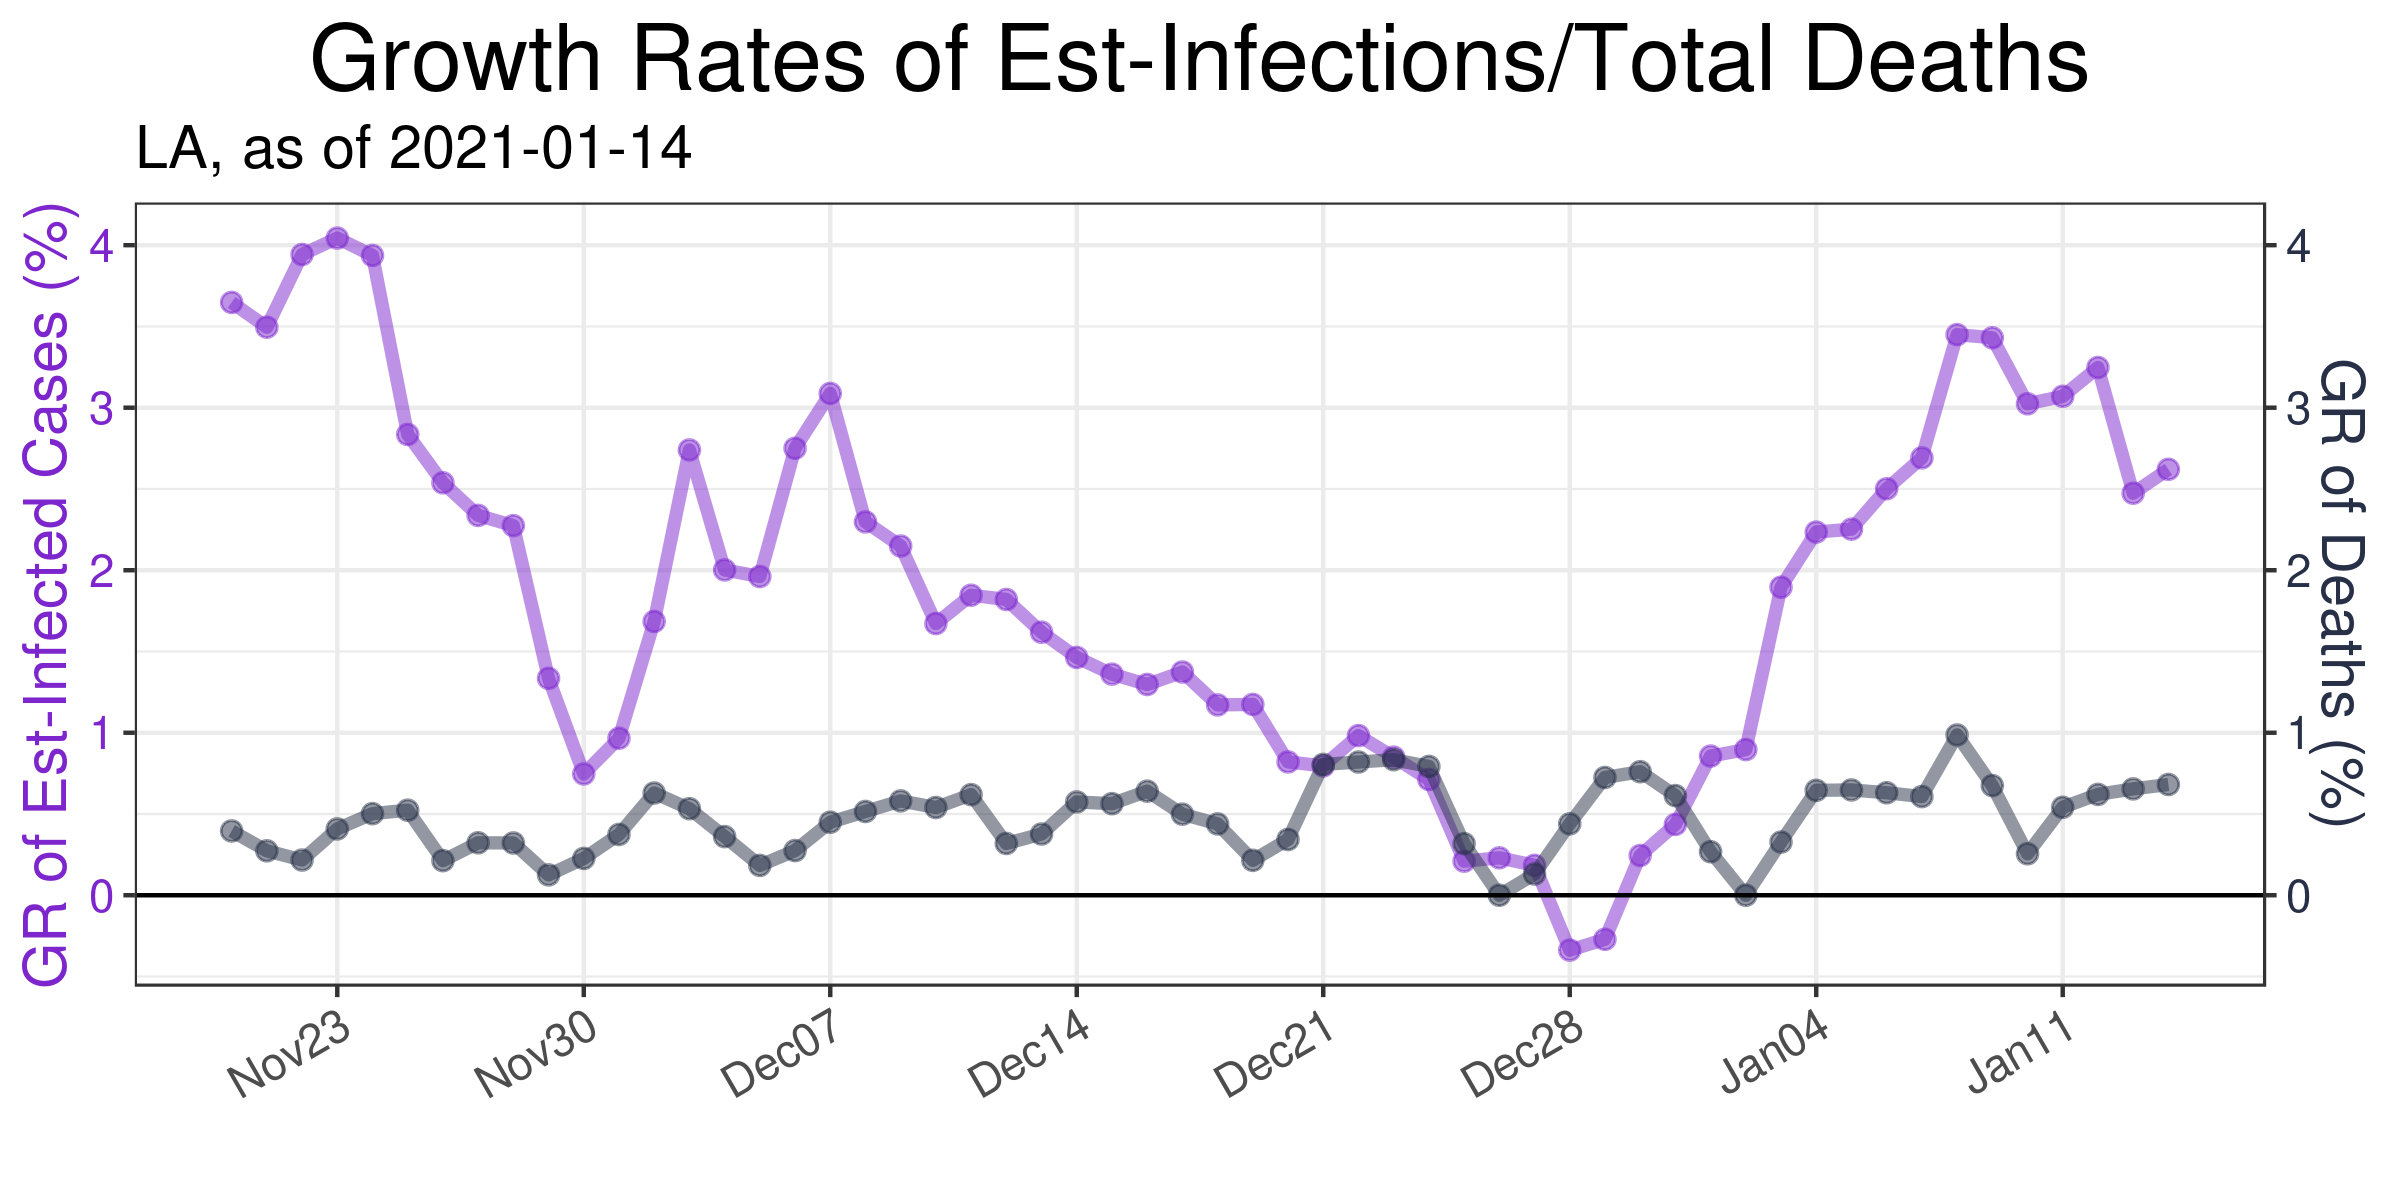 Growth Rates of Est-Infections/Total Deaths
LA, as of 2021-01-14
GR of Est-Infected Cases (%)
4
3
2
1
0
4
3
2
1
0
GR of Deaths (%)
Nov23
Nov30
Dec07
Dec14
Dec21
Dec28
Jan04
Jan11